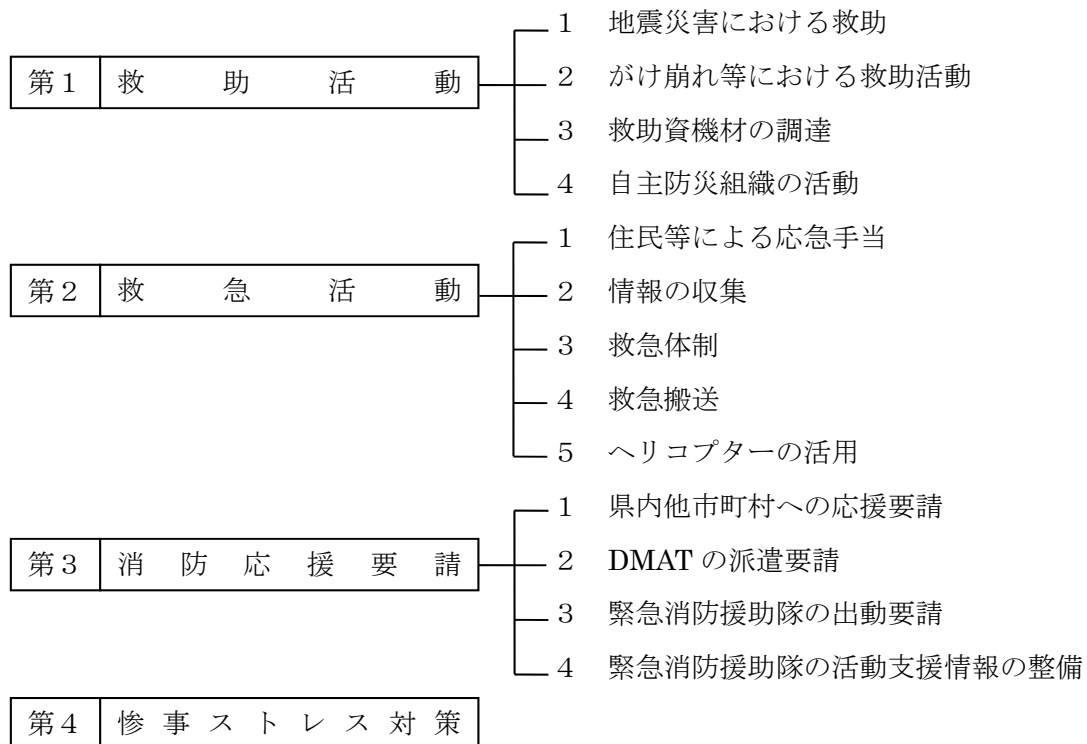 1 地震災害における救助
第1 救助活動
2 がけ崩れ等における救助活動
3 救助資機材の調達
4 自主防災組織の活動
1 住民等による応急手当
第2 救急活動
2 情報の収集
3 救急体制
4 救急搬送
5 ヘリコプターの活用
1 県内他市町村への応援要請
第3 消防応援要請
2 DMAT の派遣要請
3 緊急消防援助隊の出動要請
4 緊急消防援助隊の活動支援情報の整備
第4 惨事ストレス対策